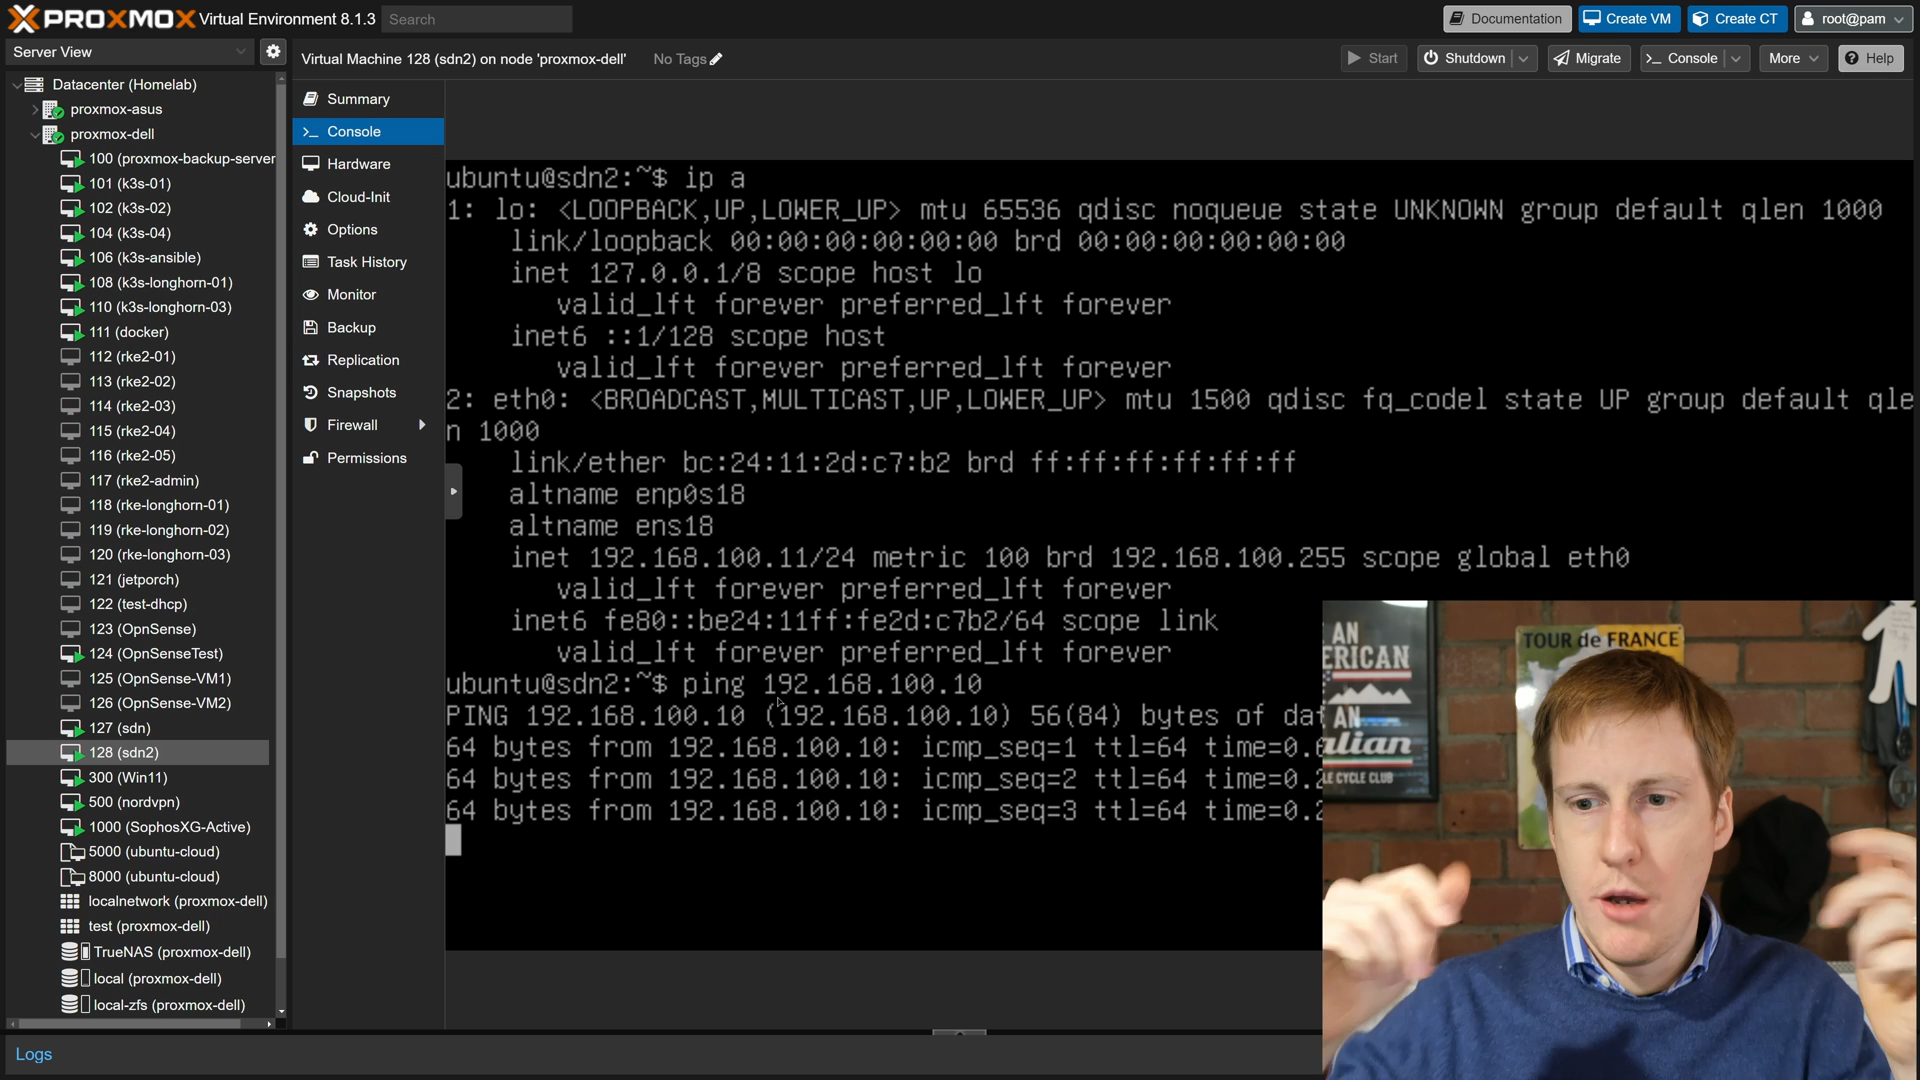 PROXMOX Virtual Environment 8.1.3 Search
Documentation Create VM Create CT root@pam
Server View
Virtual Machine 128 (sdn2) on node 'proxmox-dell' No Tags
Start Shutdown Migrate Console More Help
Datacenter (Homelab)
proxmox-asus
proxmox-dell
100 (proxmox-backup-server
101 (k3s-01)
102 (k3s-02)
104 (k3s-04)
106 (k3s-ansible)
108 (k3s-longhorn-01)
110 (k3s-longhorn-03)
111 (docker)
112 (rke2-01)
113 (rke2-02)
114 (rke2-03)
115 (rke2-04)
116 (rke2-05)
117 (rke2-admin)
118 (rke-longhorn-01)
119 (rke-longhorn-02)
120 (rke-longhorn-03)
121 (jetporch)
122 (test-dhcp)
123 (OpnSense)
124 (OpnSenseTest)
125 (OpnSense-VM1)
126 (OpnSense-VM2)
127 (sdn)
128 (sdn2)
300 (Win11)
500 (nordvpn)
1000 (SophosXG-Active)
5000 (ubuntu-cloud)
8000 (ubuntu-cloud)
localnetwork (proxmox-dell)
test (proxmox-dell)
TrueNAS (proxmox-dell)
local (proxmox-dell)
local-zfs (proxmox-dell)
Logs
Summary
>_ Console
Hardware
Cloud-Init
Options
Task History
Monitor
Backup
Replication
Snapshots
Firewall
Permissions
ubuntu@sdn2:~$ ip a
1: lo: <LOOPBACK,UP,LOWER_UP> mtu 65536 qdisc noqueue state UNKNOWN group default qlen 1000
link/loopback 00:00:00:00:00:00 brd 00:00:00:00:00:00
inet 127.0.0.1/8 scope host lo
valid_lft forever preferred_lft forever
inet6 ::1/128 scope host
valid_lft forever preferred_lft forever
2: eth0: <BROADCAST,MULTICAST,UP,LOWER_UP> mtu 1500 qdisc fq_codel state UP group default qle
n 1000
link/ether bc:24:11:2d:c7:b2 brd ff:ff:ff:ff:ff:ff
altname enp0s18
altname ens18
inet 192.168.100.11/24 metric 100 brd 192.168.100.255 scope global eth0
valid_lft forever preferred_lft forever
inet6 fe80::be24:11ff:fe2d:c7b2/64 scope link
valid_lft forever preferred_lft forever
ubuntu@sdn2:~$ ping 192.168.100.10
PING 192.168.100.10 (192.168.100.10) 56(84) bytes of dat
64 bytes from 192.168.100.10: icmp_seq=1 ttl=64 time=0.6
64 bytes from 192.168.100.10: icmp_seq=2 ttl=64 time=0.2
64 bytes from 192.168.100.10: icmp_seq=3 ttl=64 time=0.2
AN
ERICAN
AN
alian
LE CYCLE CLUB
TOUR de FRANCE